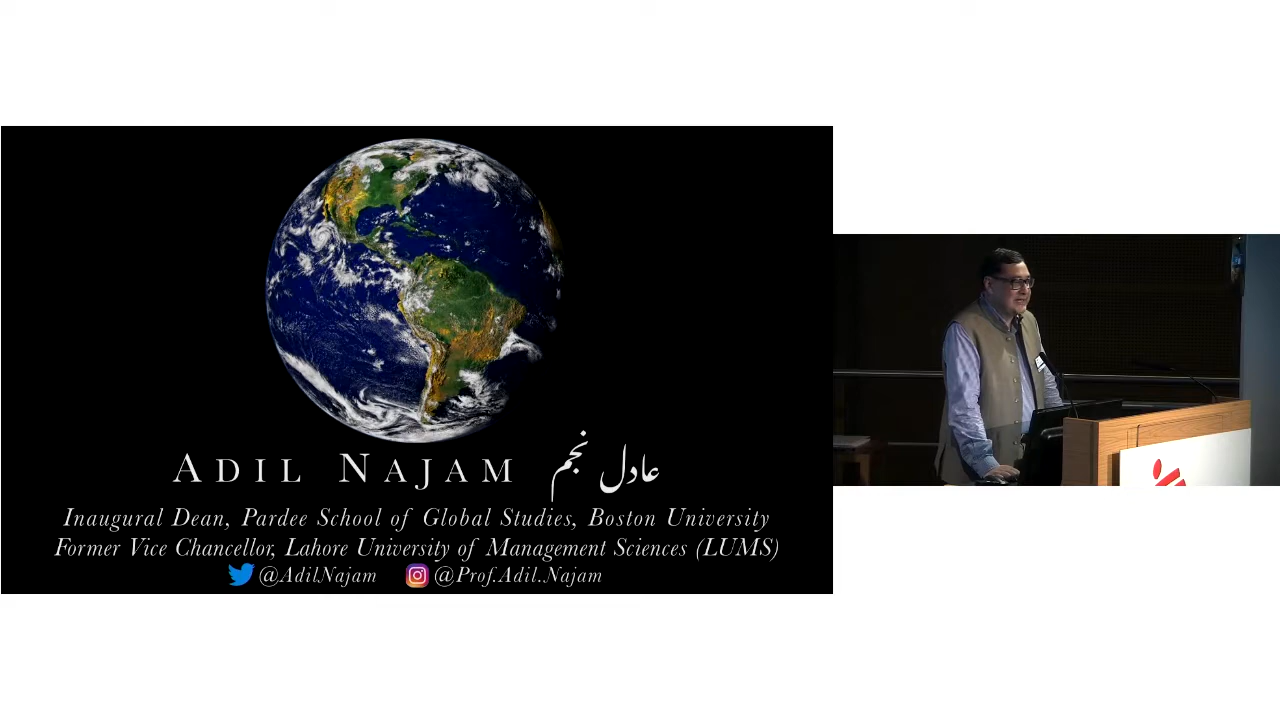 ADIL NAJAM عادل نجم
Inaugural Dean, Pardee School of Global Studies, Boston University
Former Vice Chancellor, Lahore University of Management Sciences (LUMS)
@AdilNajam @Prof.Adil.Najam